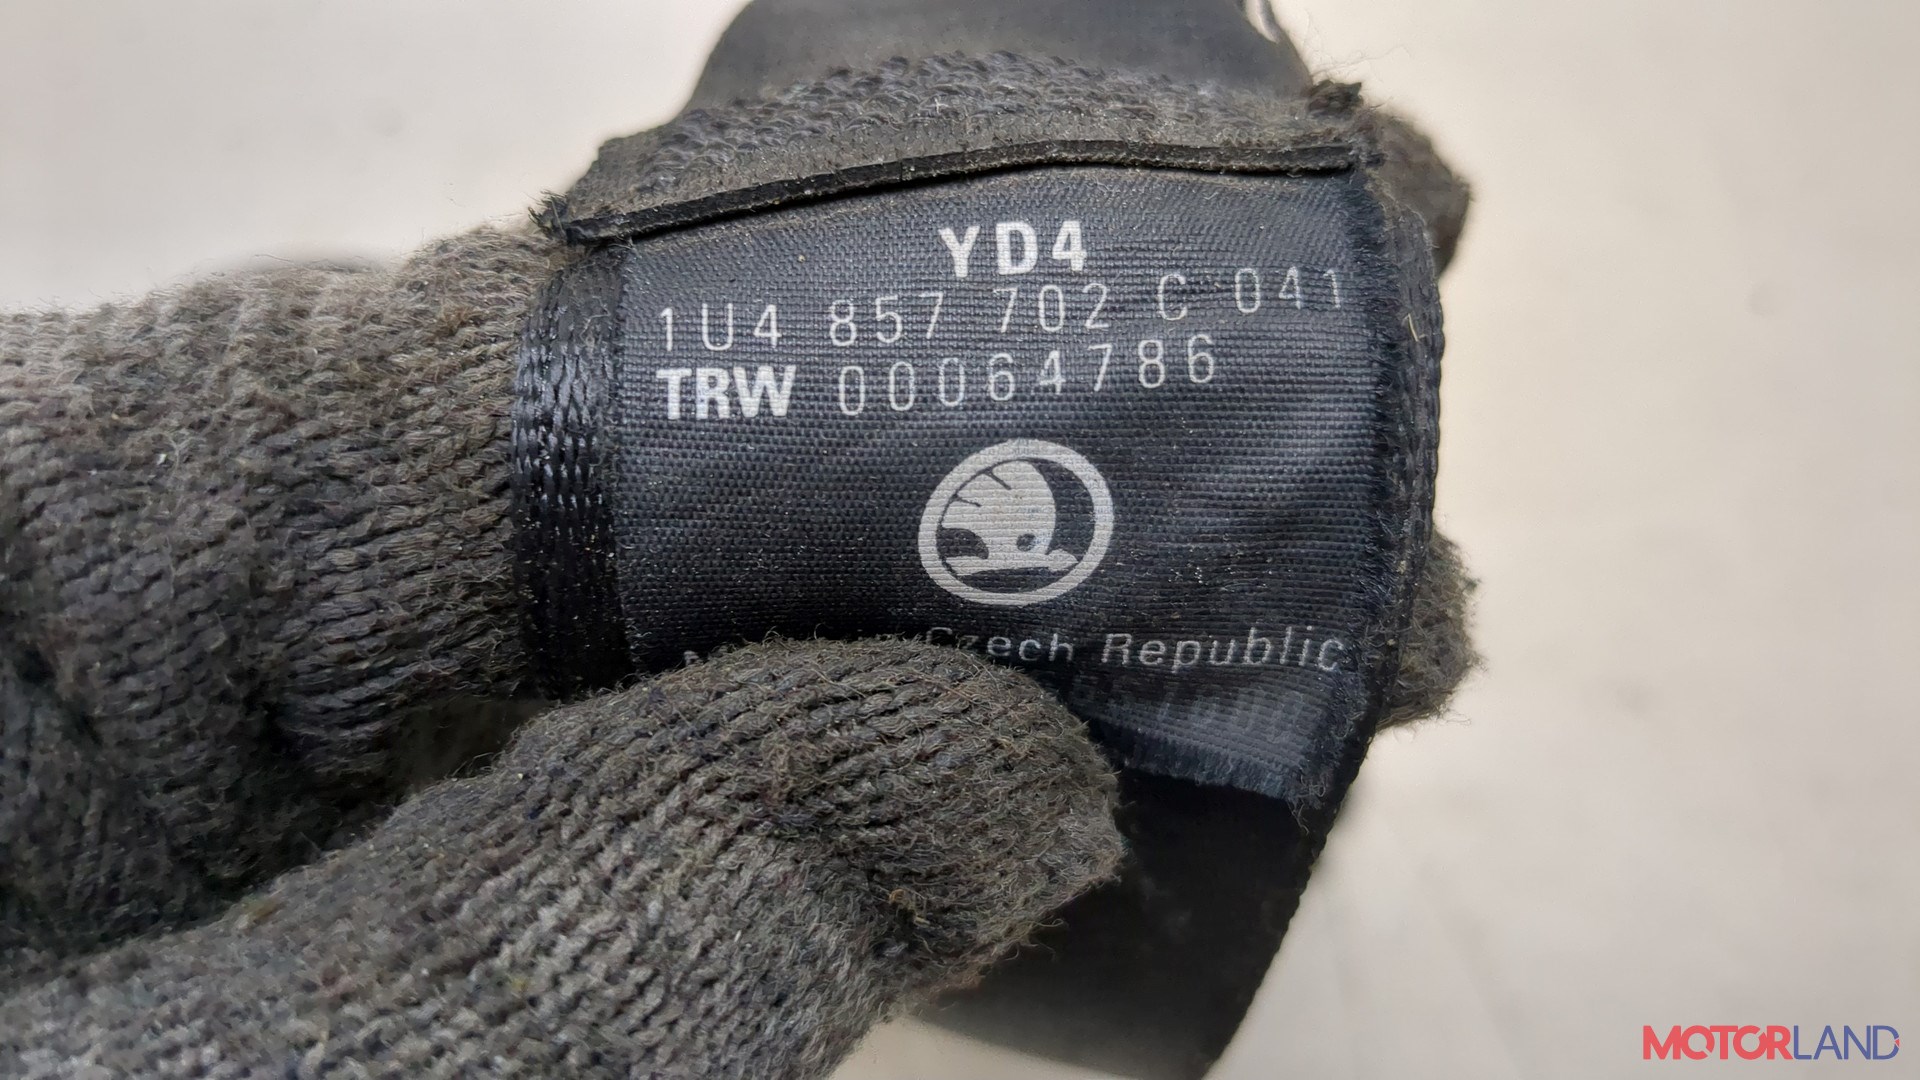 YD4
1U4 857 702 C 041
TRW 00064786
Czech Republic
MOTORLAND